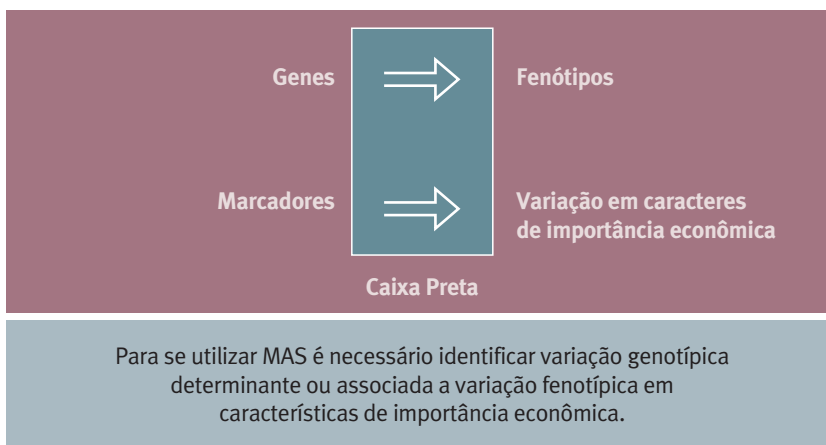 Genes
Fenótipos
Marcadores
Variação em caracteres
de importância econômica
Caixa Preta
Para se utilizar MAS é necessário identificar variação genotípica
determinante ou associada a variação fenotípica em
características de importância econômica.